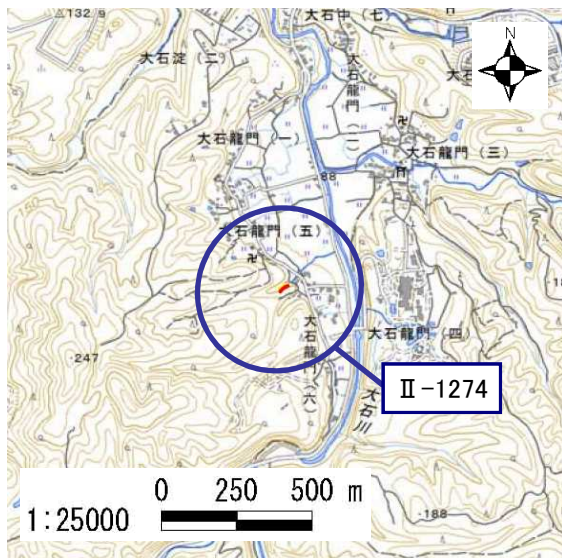 132.9
大石中(七)
大石淀(二)
N
大石龍門(一)
大石龍門(二)
大石龍門(三)
88
大石龍門(五)
大石龍門(四)
大石龍門(六)
・247
Ⅱ-1274
大石川
0 250 500 m
1:25000
・188